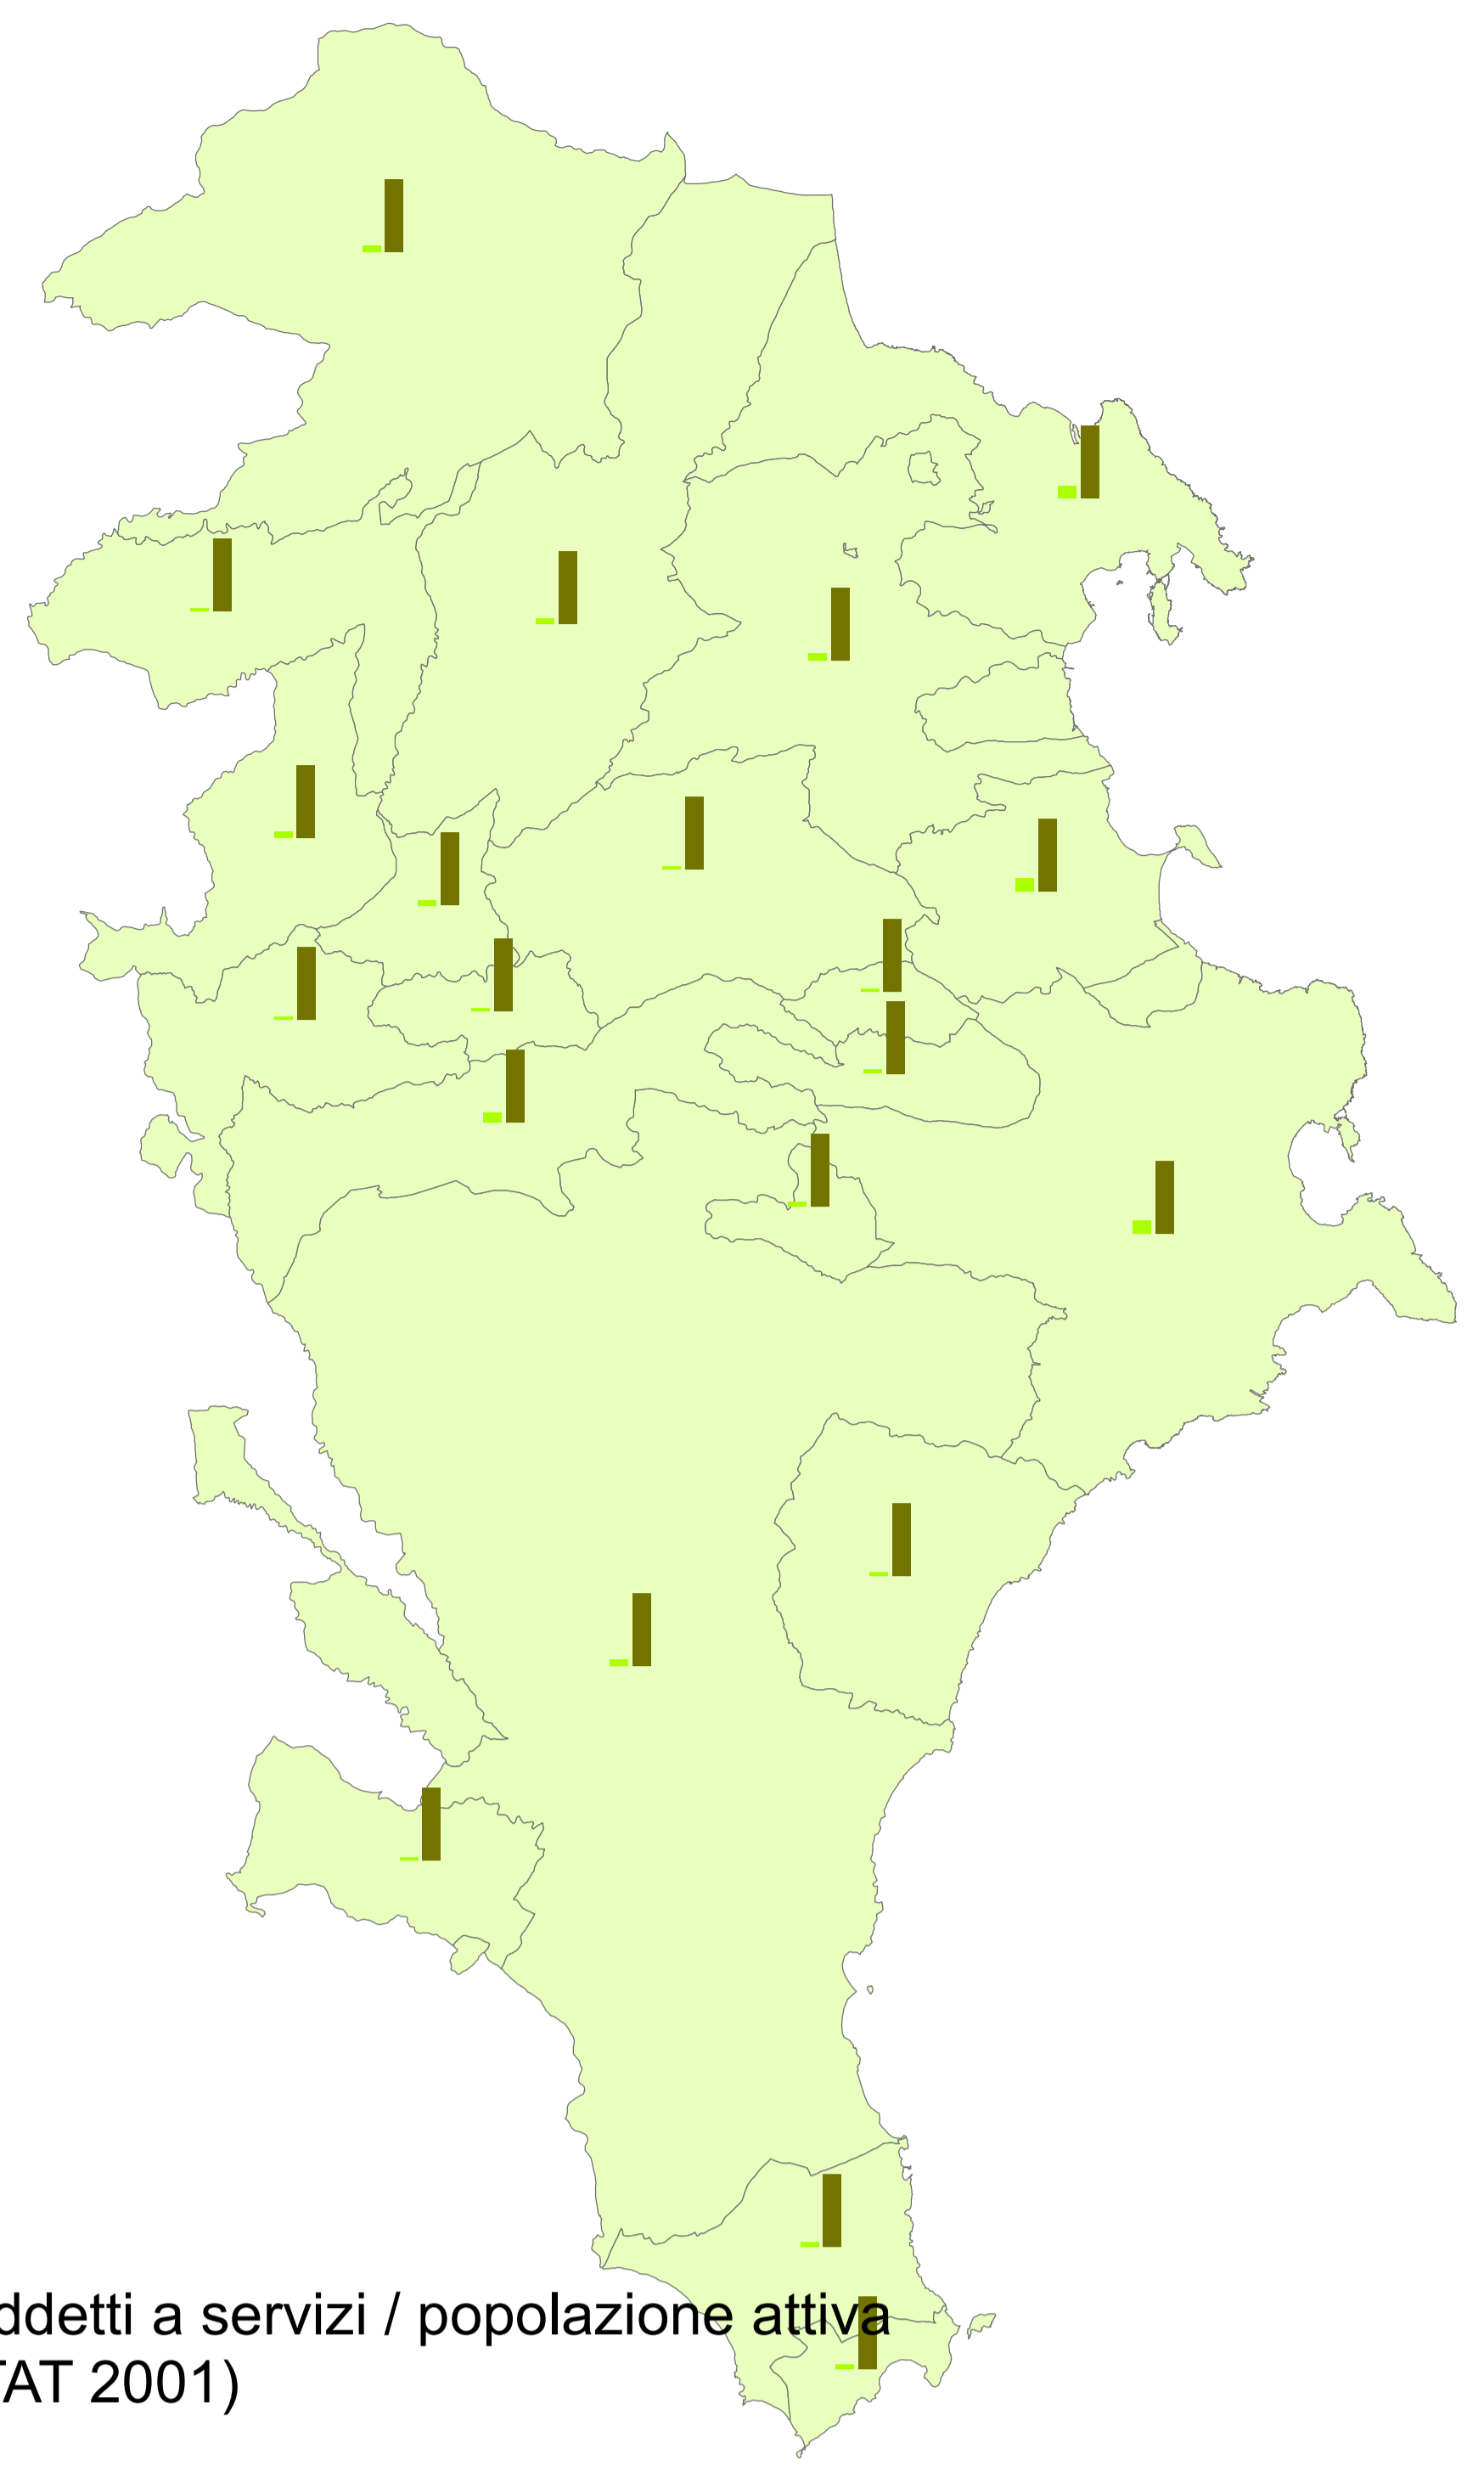 ddetti a servizi / popolazione attiva
TAT 2001)